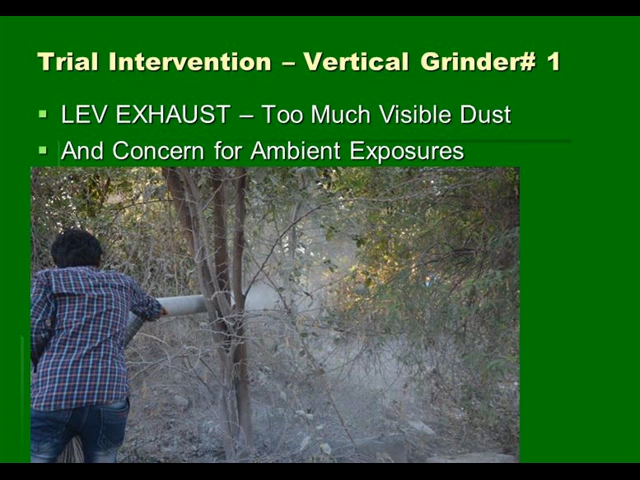 Trial Intervention – Vertical Grinder# 1
LEV EXHAUST – Too Much Visible Dust
And Concern for Ambient Exposures